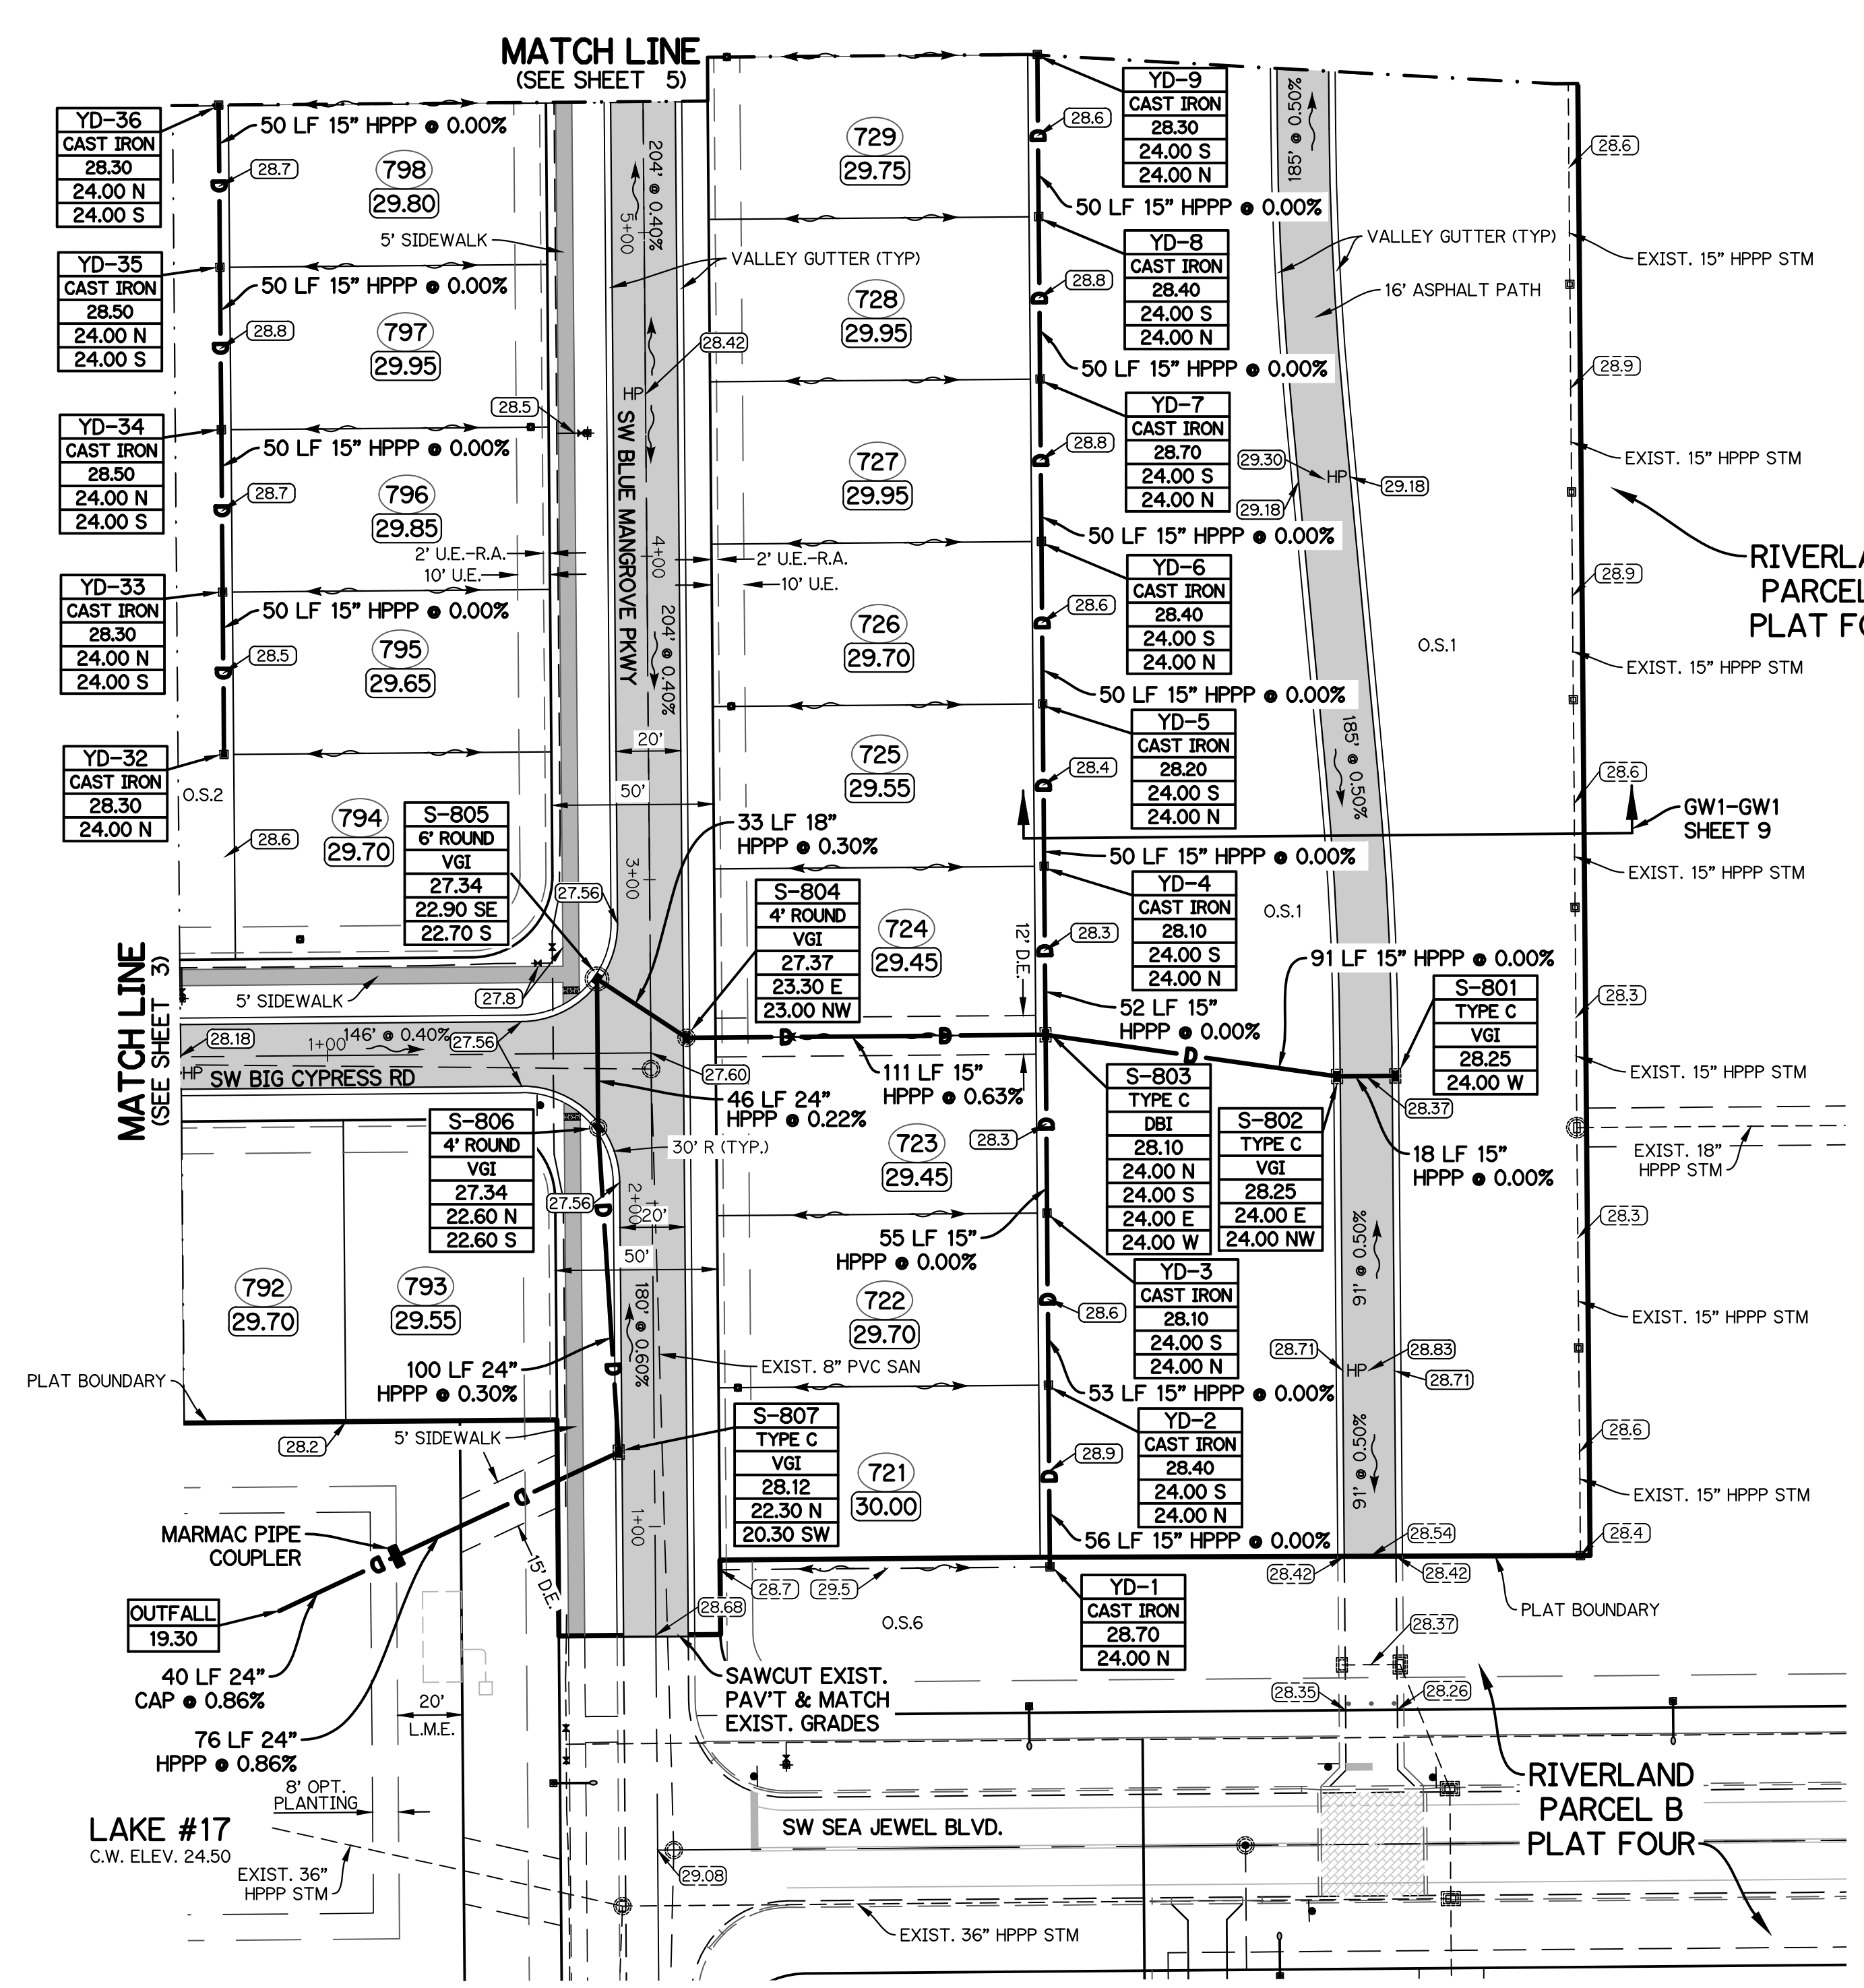 MATCH LINE
(SEE SHEET 5)
YD-36
CAST IRON
28.30
24.00 N
24.00 S
50 LF 15" HPPP @ 0.00%
28.7
798
29.80
5' SIDEWALK
YD-35
CAST IRON
28.50
24.00 N
24.00 S
50 LF 15" HPPP @ 0.00%
28.8
797
29.95
28.5
YD-34
CAST IRON
28.50
24.00 N
24.00 S
50 LF 15" HPPP @ 0.00%
28.7
796
29.85
2' U.E.-R.A.
10' U.E.
YD-33
CAST IRON
28.30
24.00 N
24.00 S
50 LF 15" HPPP @ 0.00%
28.5
795
29.65
YD-32
CAST IRON
28.30
24.00 N
O.S.2
28.6
794
29.70
S-805
6' ROUND
VGI
27.34
22.90 SE
22.70 S
27.56
204' @ 0.40%
5+00
VALLEY GUTTER (TYP)
28.42
HP
SW BLUE MANGROVE PKWY
4+00
204' @ 0.40%
2' U.E.-R.A.
10' U.E.
20'
50'
3+00
33 LF 18"
HPPP @ 0.30%
S-804
4' ROUND
VGI
27.37
23.30 E
23.00 NW
729
29.75
728
29.95
727
29.95
726
29.70
725
29.55
724
29.45
12' D.E.
28.6
28.8
28.8
28.6
28.4
28.3
YD-9
CAST IRON
28.30
24.00 S
24.00 N
50 LF 15" HPPP @ 0.00%
YD-8
CAST IRON
28.40
24.00 S
24.00 N
50 LF 15" HPPP @ 0.00%
YD-7
CAST IRON
28.70
24.00 S
24.00 N
50 LF 15" HPPP @ 0.00%
YD-6
CAST IRON
28.40
24.00 S
24.00 N
50 LF 15" HPPP @ 0.00%
YD-5
CAST IRON
28.20
24.00 S
24.00 N
50 LF 15" HPPP @ 0.00%
YD-4
CAST IRON
28.10
24.00 S
24.00 N
52 LF 15"
HPPP @ 0.00%
185' @ 0.50%
VALLEY GUTTER (TYP)
16' ASPHALT PATH
29.30
HP
29.18
29.18
185' @ 0.50%
O.S.1
O.S.1
91 LF 15" HPPP @ 0.00%
S-801
TYPE C
VGI
28.25
24.00 W
28.6
EXIST. 15" HPPP STM
28.9
EXIST. 15" HPPP STM
RIVERLA
PARCEL
PLAT FO
28.9
EXIST. 15" HPPP STM
28.6
GW1-GW1
SHEET 9
EXIST. 15" HPPP STM
28.3
EXIST. 15" HPPP STM
EXIST. 18"
HPPP STM
28.3
EXIST. 15" HPPP STM
28.6
EXIST. 15" HPPP STM
28.4
MATCH LINE
(SEE SHEET 3)
5' SIDEWALK
27.8
28.18
HP
1+00
146' @ 0.40%
27.56
SW BIG CYPRESS RD
27.60
46 LF 24"
HPPP @ 0.22%
111 LF 15"
HPPP @ 0.63%
S-806
4' ROUND
VGI
27.34
22.60 N
22.60 S
30' R (TYP.)
27.56
2+00
20'
50'
792
29.70
793
29.55
723
29.45
28.3
S-803
TYPE C
DBI
28.10
24.00 N
24.00 S
24.00 E
24.00 W
S-802
TYPE C
VGI
28.25
24.00 E
24.00 NW
28.37
18 LF 15"
HPPP @ 0.00%
55 LF 15"
HPPP @ 0.00%
722
29.70
28.6
YD-3
CAST IRON
28.10
24.00 S
24.00 N
91' @ 0.50%
28.71
HP
28.83
28.71
91' @ 0.50%
PLAT BOUNDARY
100 LF 24"
HPPP @ 0.30%
180' @ 0.60%
EXIST. 8" PVC SAN
53 LF 15" HPPP @ 0.00%
28.2
5' SIDEWALK
S-807
TYPE C
VGI
28.12
22.30 N
20.30 SW
721
30.00
28.9
YD-2
CAST IRON
28.40
24.00 S
24.00 N
56 LF 15" HPPP @ 0.00%
1+00
MARMAC PIPE
COUPLER
15' D.E.
28.7
29.5
28.68
O.S.6
YD-1
CAST IRON
28.70
24.00 N
28.54
28.42
28.42
PLAT BOUNDARY
28.37
OUTFALL
19.30
40 LF 24"
CAP @ 0.86%
76 LF 24"
HPPP @ 0.86%
20'
L.M.E.
SAWCUT EXIST.
PAV'T & MATCH
EXIST. GRADES
28.35
28.26
8' OPT.
PLANTING
LAKE #17
C.W. ELEV. 24.50
EXIST. 36"
HPPP STM
SW SEA JEWEL BLVD.
29.08
EXIST. 36" HPPP STM
RIVERLAND
PARCEL B
PLAT FOUR